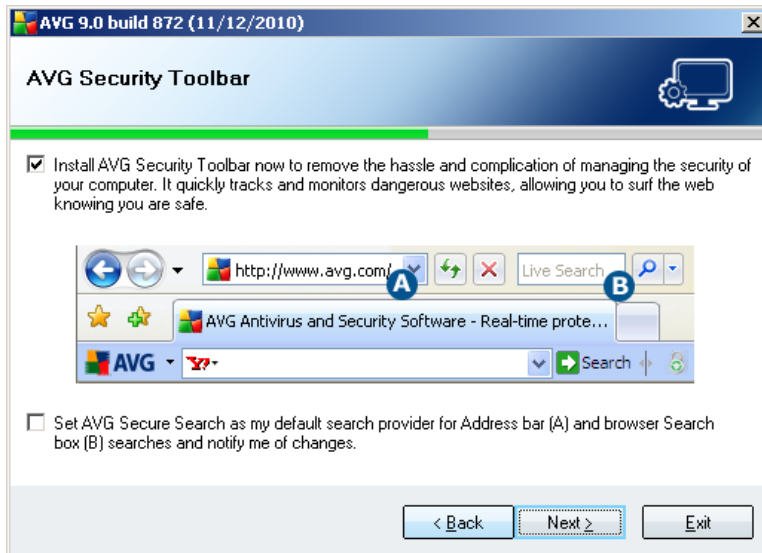 AVG 9.0 build 872 (11/12/2010)
AVG Security Toolbar
Install AVG Security Toolbar now to remove the hassle and complication of managing the security of
your computer. It quickly tracks and monitors dangerous websites, allowing you to surf the web
knowing you are safe.
http://www.avg.com/ A Live Search B
AVG Antivirus and Security Software - Real-time prote...
AVG Y? Search
Set AVG Secure Search as my default search provider for Address bar (A) and browser Search
box (B) searches and notify me of changes.
< Back Next > Exit